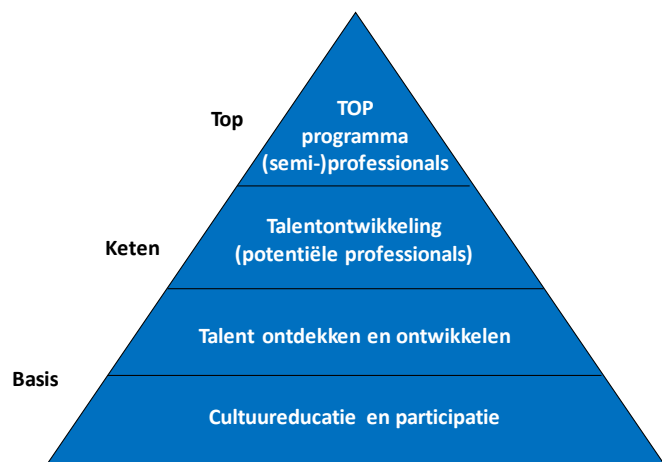 Top
TOP
programma
(semi-)professionals
Keten
Talentontwikkeling
(potentiële professionals)
Talent ontdekken en ontwikkelen
Basis
Cultuureducatie en participatie